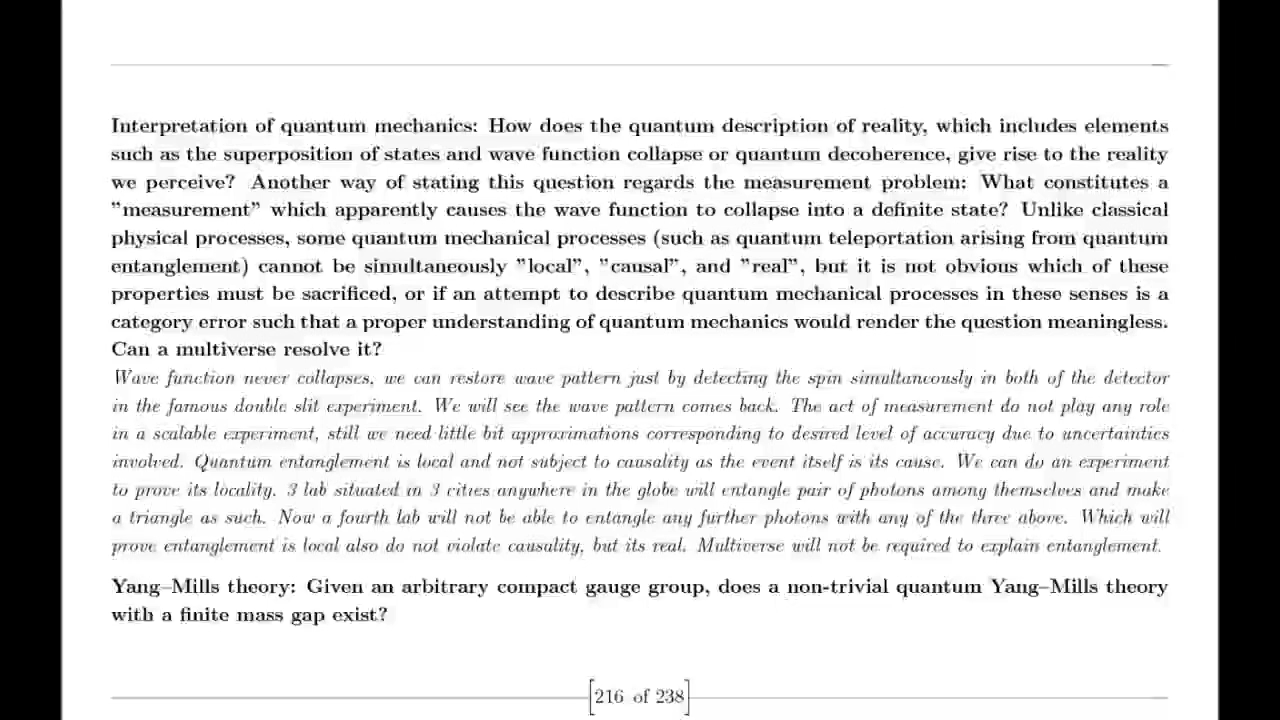 Interpretation of quantum mechanics: How does the quantum description of reality, which includes elements
such as the superposition of states and wave function collapse or quantum decoherence, give rise to the reality
we perceive? Another way of stating this question regards the measurement problem: What constitutes a
”measurement” which apparently causes the wave function to collapse into a definite state? Unlike classical
physical processes, some quantum mechanical processes (such as quantum teleportation arising from quantum
entanglement) cannot be simultaneously ”local”, ”causal”, and ”real”, but it is not obvious which of these
properties must be sacrificed, or if an attempt to describe quantum mechanical processes in these senses is a
category error such that a proper understanding of quantum mechanics would render the question meaningless.
Can a multiverse resolve it?
Wave function never collapses, we can restore wave pattern just by detecting the spin simultaneously in both of the detector
in the famous double slit experiment. We will see the wave pattern comes back. The act of measurement do not play any role
in a scalable experiment, still we need little bit approximations corresponding to desired level of accuracy due to uncertainties
involved. Quantum entanglement is local and not subject to causality as the event itself is its cause. We can do an experiment
to prove its locality. 3 lab situated in 3 cities anywhere in the globe will entangle pair of photons among themselves and make
a triangle as such. Now a fourth lab will not be able to entangle any further photons with any of the three above. Which will
prove entanglement is local also do not violate causality, but its real. Multiverse will not be required to explain entanglement.
Yang–Mills theory: Given an arbitrary compact gauge group, does a non-trivial quantum Yang–Mills theory
with a finite mass gap exist?
[216 of 238]